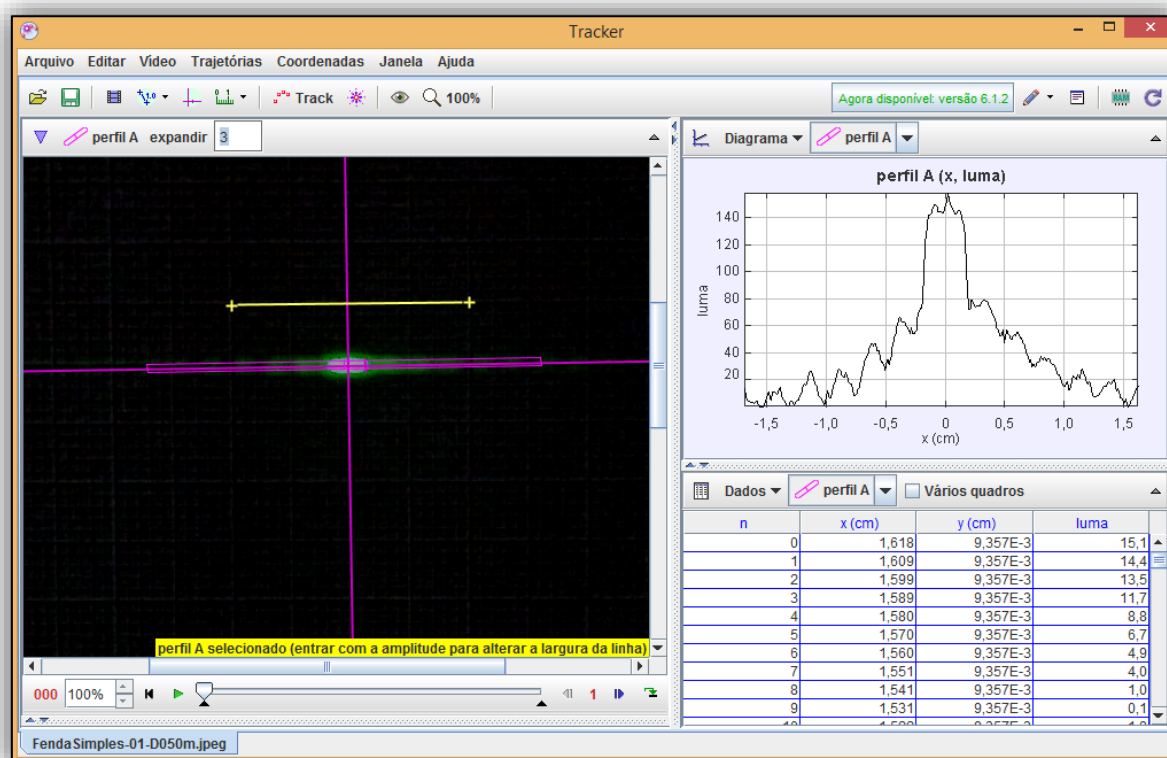 Tracker
Arquivo Editar Vídeo Trajetórias Coordenadas Janela Ajuda
1,0 Track 100% Agora disponível: versão 6.1.2
perfil A expandir 3
Diagrama perfil A
perfil A (x, luma)
140
120
100
80
60
40
20
luma
-1,5 -1,0 -0,5 0 0,5 1,0 1,5
x (cm)
Dados perfil A Vários quadros
n x (cm) y (cm) luma
0 1,618 9,357E-3 15,1
1 1,609 9,357E-3 14,4
2 1,599 9,357E-3 13,5
3 1,589 9,357E-3 11,7
4 1,580 9,357E-3 8,8
5 1,570 9,357E-3 6,7
6 1,560 9,357E-3 4,9
7 1,551 9,357E-3 4,0
8 1,541 9,357E-3 1,0
9 1,531 9,357E-3 0,1
perfil A selecionado (entrar com a amplitude para alterar a largura da linha)
000 100% 1
FendaSimples-01-D050m.jpeg